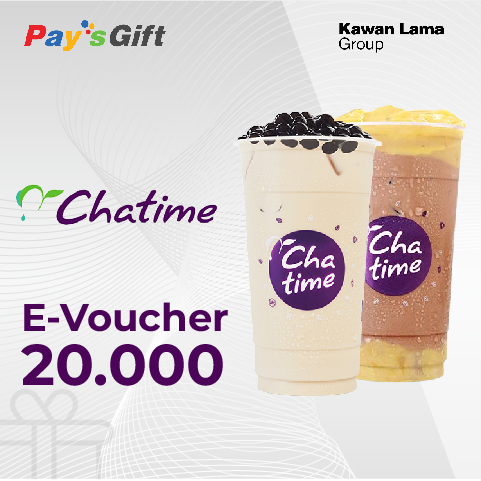 Pay'sGift
Kawan Lama
Group
Chatime
E-Voucher
20.000
Cha
time
Cha
time